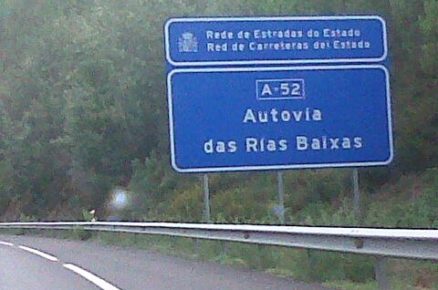 Rede de Estradas do Estado
Red de Carreteras del Estado
A-52
Autovía
das Rías Baixas